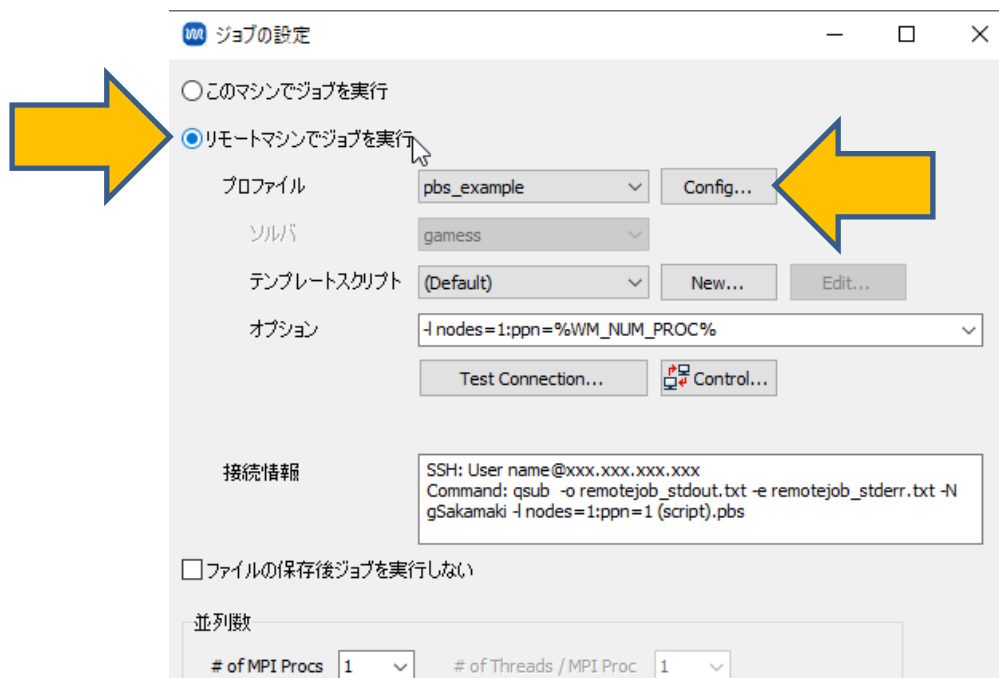 ジョブの設定
このマシンでジョブを実行
リモートマシンでジョブを実行
プロファイル pbs_example Config...
ソルバ gamess
テンプレートスクリプト (Default) New... Edit...
オプション -l nodes=1:ppn=%WM_NUM_PROC%
Test Connection... Control...
接続情報 SSH: User name@xxx.xxx.xxx.xxx
Command: qsub -o remotejob_stdout.txt -e remotejob_stderr.txt -N
gSakamaki -l nodes=1:ppn=1 (script).pbs
ファイルの保存後ジョブを実行しない
並列数
# of MPI Procs 1 # of Threads / MPI Proc 1